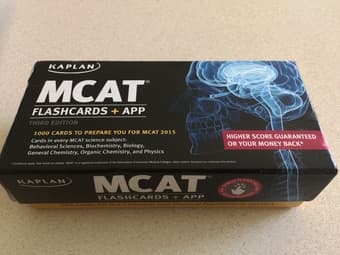 KAPLAN
MCAT®
FLASHCARDS + APP
THIRD EDITION
1000 CARDS TO PREPARE YOU FOR MCAT 2015
Cards in every MCAT science subject:
Behavioral Sciences, Biochemistry, Biology,
General Chemistry, Organic Chemistry, and Physics
HIGHER SCORE GUARANTEED
OR YOUR MONEY BACK*
KAPLAN
MCAT
FLASHCARDS + APP